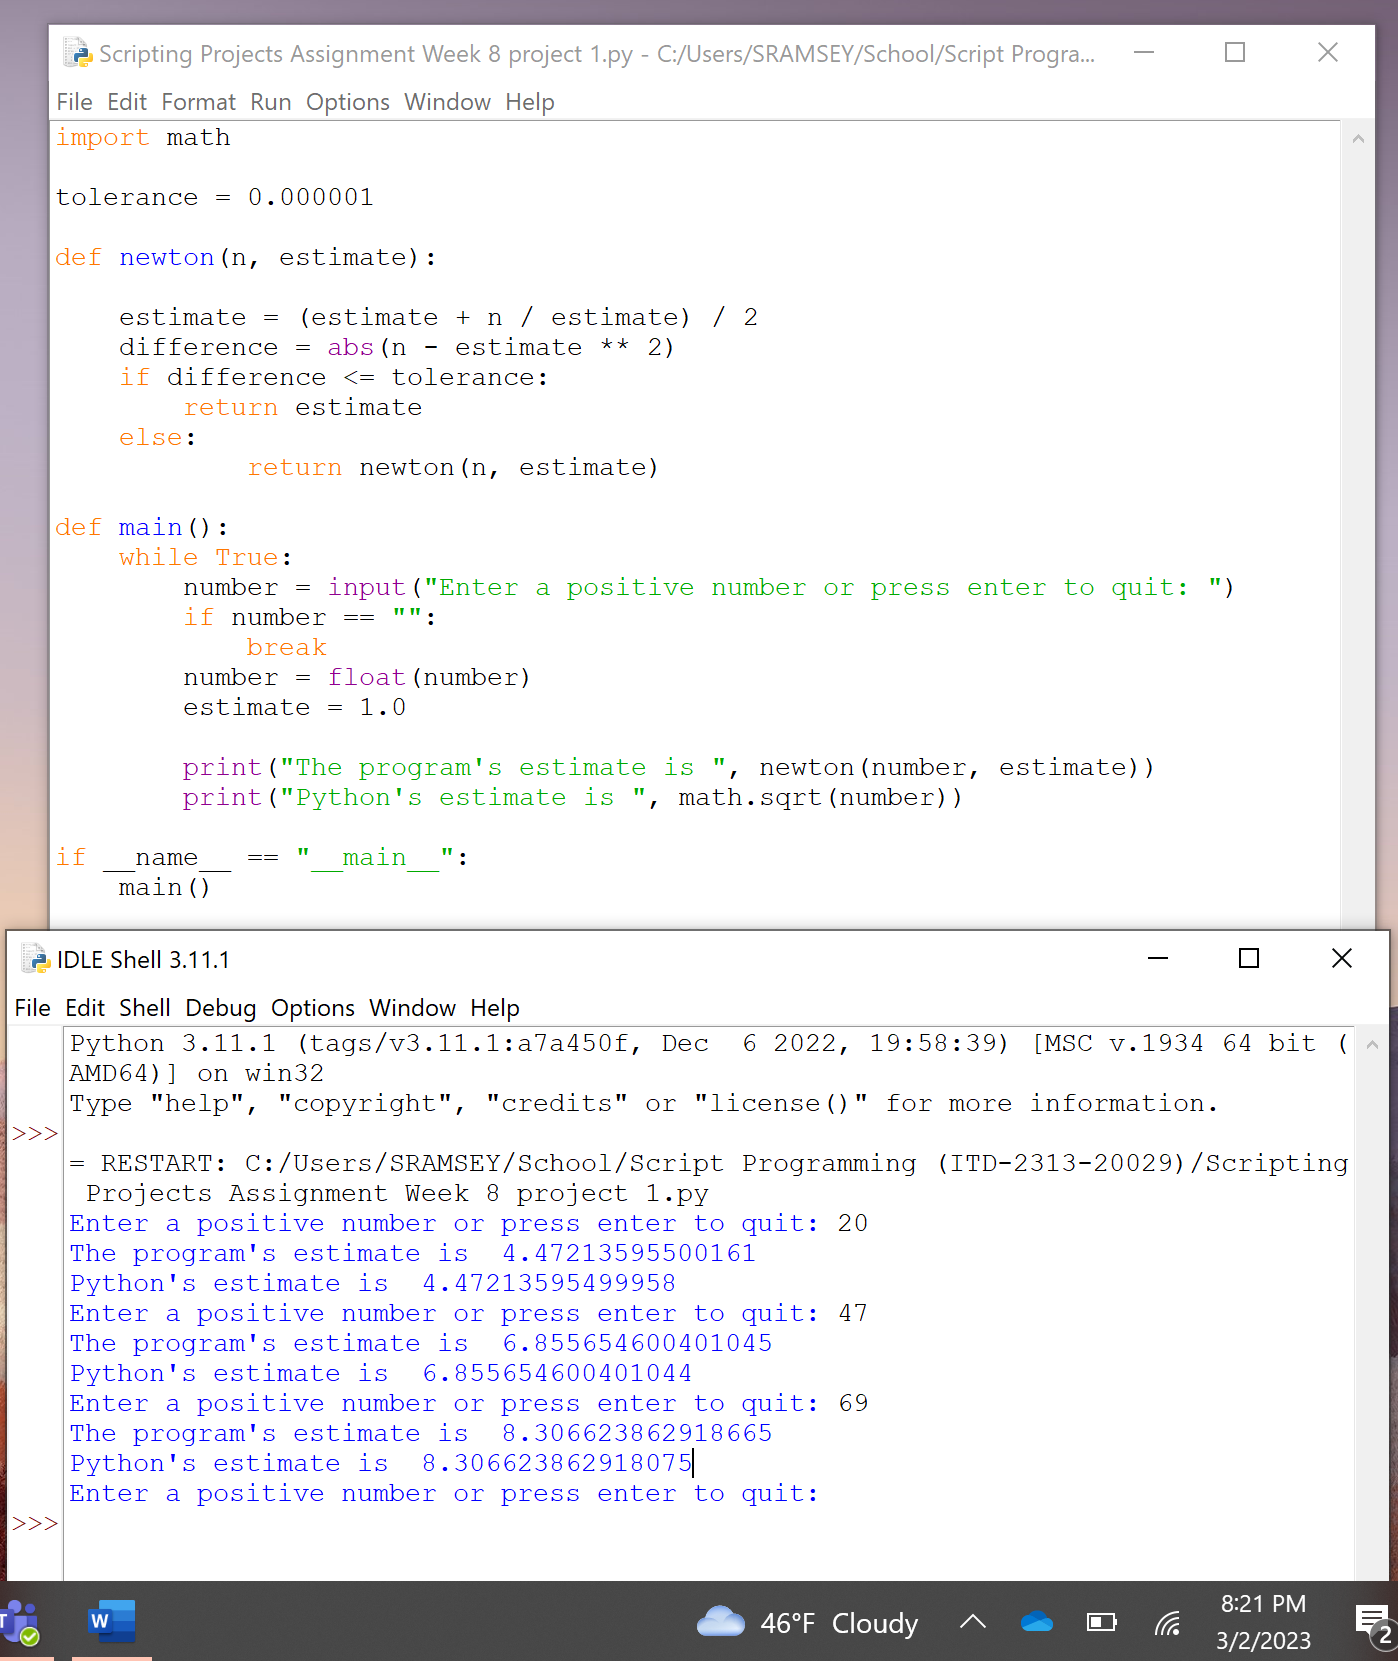 Scripting Projects Assignment Week 8 project 1.py - C:/Users/SRAMSEY/School/Script Progra...
File Edit Format Run Options Window Help
import math
tolerance = 0.000001
def newton(n, estimate):
    estimate = (estimate + n / estimate) / 2
    difference = abs(n - estimate ** 2)
    if difference <= tolerance:
        return estimate
    else:
            return newton(n, estimate)
def main():
    while True:
        number = input("Enter a positive number or press enter to quit: ")
        if number == "":
            break
        number = float(number)
        estimate = 1.0
        print("The program's estimate is ", newton(number, estimate))
        print("Python's estimate is ", math.sqrt(number))
if __name__ == "__main__":
    main()
IDLE Shell 3.11.1
File Edit Shell Debug Options Window Help
Python 3.11.1 (tags/v3.11.1:a7a450f, Dec  6 2022, 19:58:39) [MSC v.1934 64 bit (
AMD64)] on win32
Type "help", "copyright", "credits" or "license()" for more information.
>>>
= RESTART: C:/Users/SRAMSEY/School/Script Programming (ITD-2313-20029)/Scripting
 Projects Assignment Week 8 project 1.py
Enter a positive number or press enter to quit: 20
The program's estimate is  4.47213595500161
Python's estimate is  4.47213595499958
Enter a positive number or press enter to quit: 47
The program's estimate is  6.855654600401045
Python's estimate is  6.855654600401044
Enter a positive number or press enter to quit: 69
The program's estimate is  8.306623862918665
Python's estimate is  8.306623862918075
Enter a positive number or press enter to quit:
>>>
T
W
46°F Cloudy
8:21 PM
3/2/2023
2